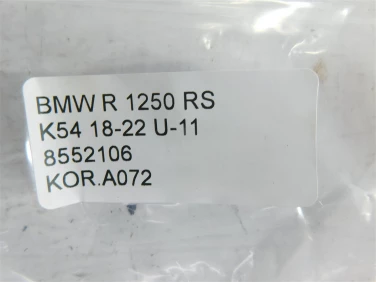 BMW R 1250 RS
K54 18-22 U-11
8552106
KOR.A072